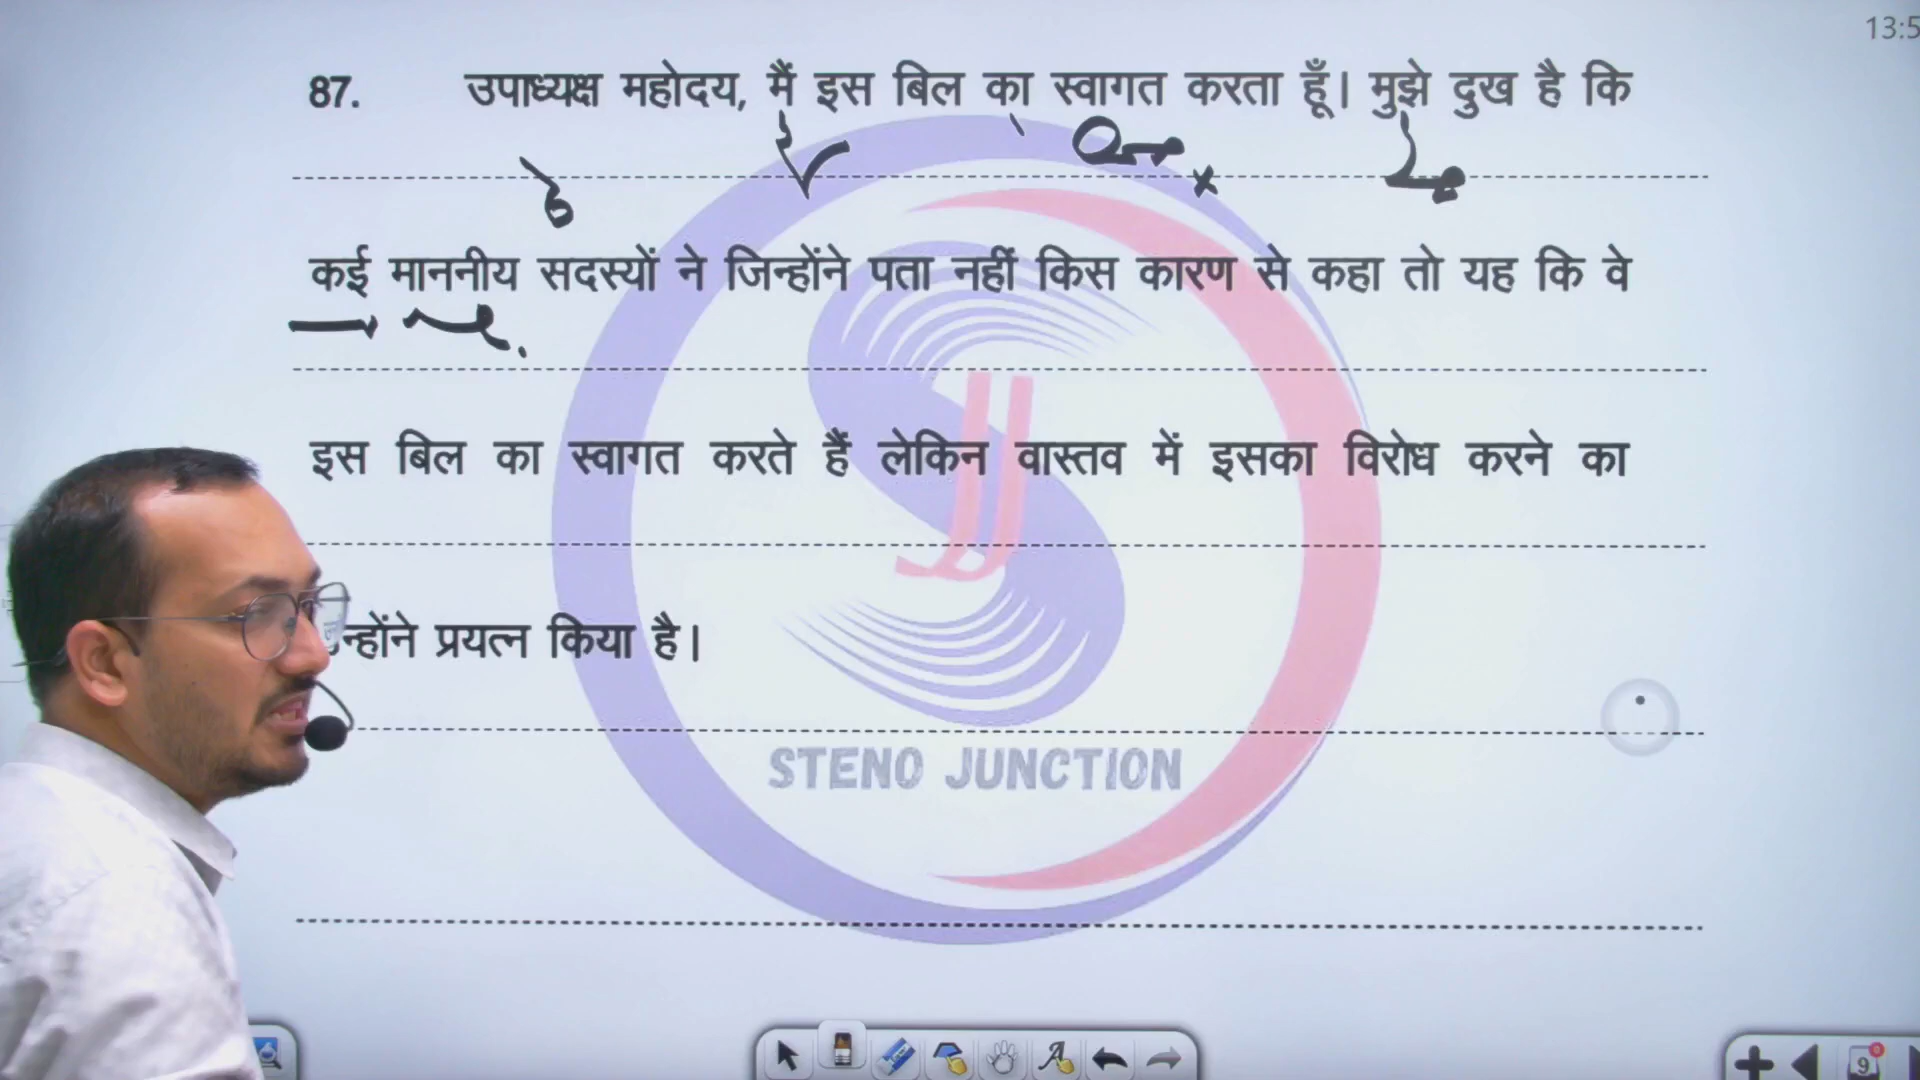 13:5
87. उपाध्यक्ष महोदय, मैं इस बिल का स्वागत करता हूँ। मुझे दुख है कि
कई माननीय सदस्यों ने जिन्होंने पता नहीं किस कारण से कहा तो यह कि वे
इस बिल का स्वागत करते हैं लेकिन वास्तव में इसका विरोध करने का
न्होंने प्रयत्न किया है।
STENO JUNCTION
9